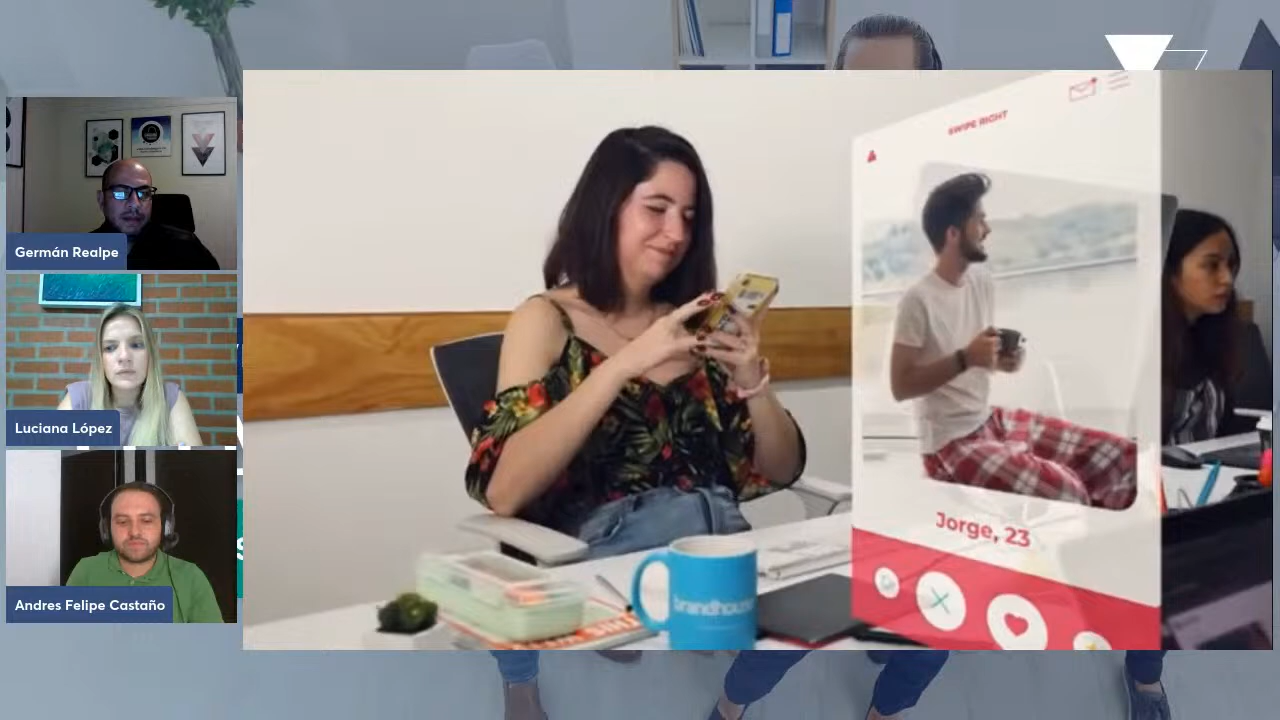 Germán Realpe
Luciana López
Andres Felipe Castaño
SWIPE RIGHT
Jorge, 23
brandhouse